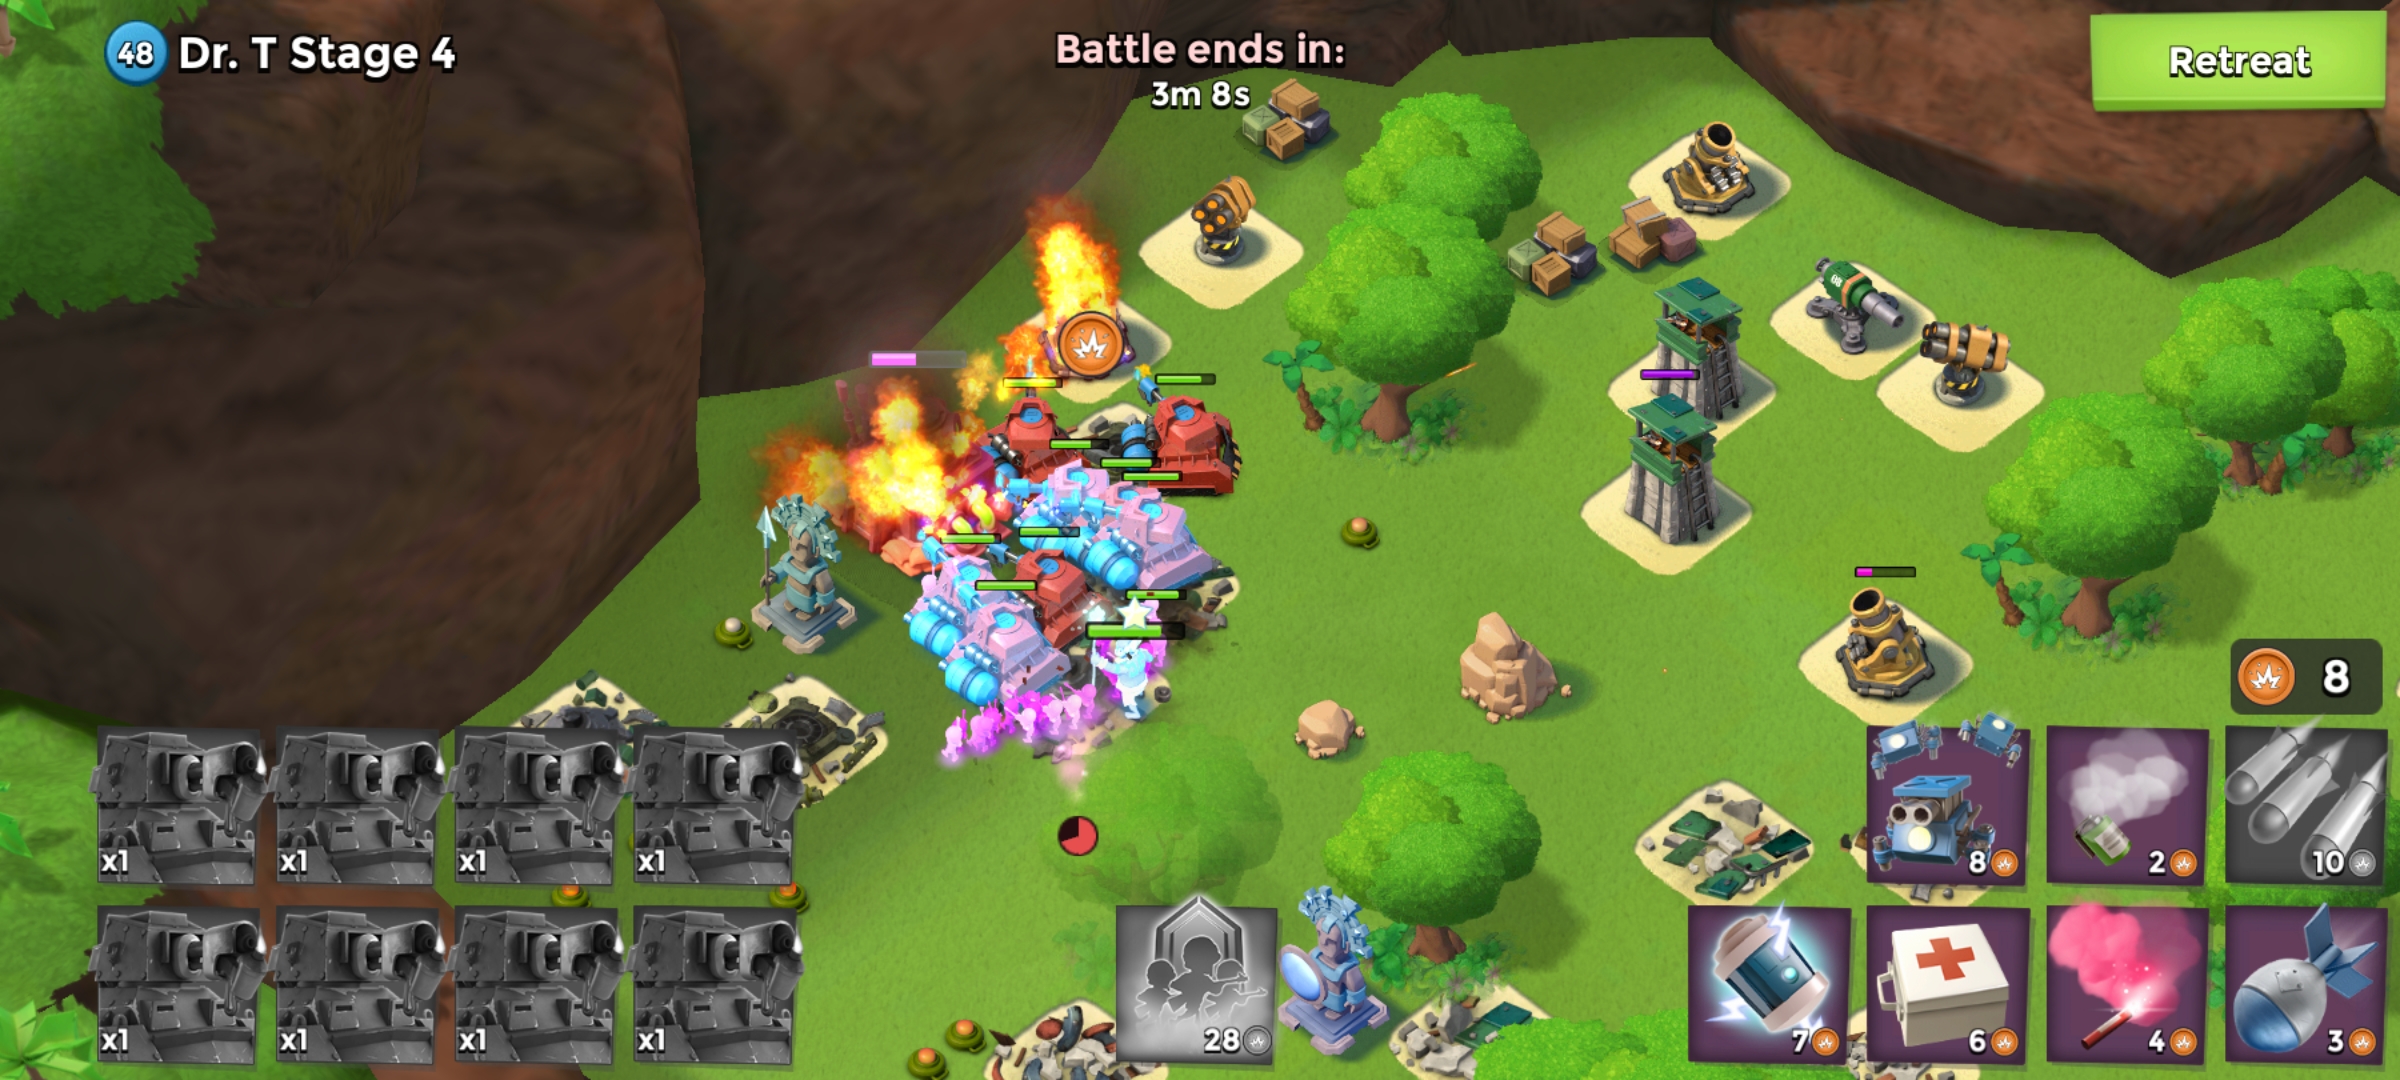 48 Dr. T Stage 4
Battle ends in:
3m 8s
Retreat
8
x1 x1 x1 x1
8 2 10
x1 x1 x1 x1
28 7 6 4 3